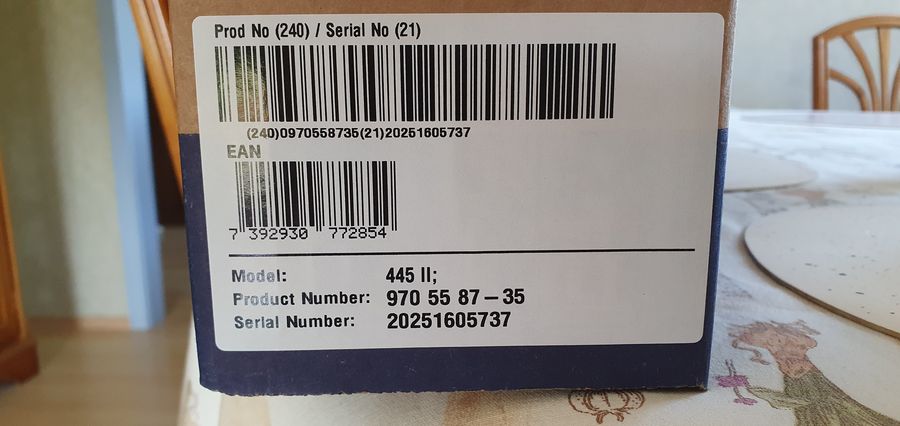 Prod No (240) / Serial No (21)
(240)0970558735(21)20251605737
EAN
7 392930 772854
Model: 445 II;
Product Number: 970 55 87 – 35
Serial Number: 20251605737